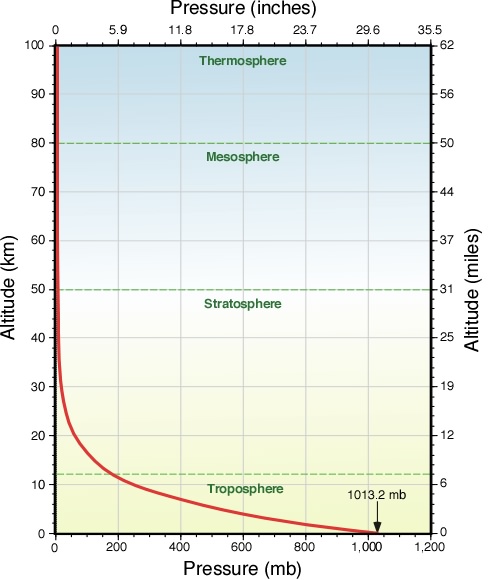 Pressure (inches)
0 5.9 11.8 17.8 23.7 29.6 35.5
100 Thermosphere 62
90 56
80 50
Mesosphere
70 44
60 37
50 31
Stratosphere
40 25
30 19
20 12
10 Troposphere 6
1013.2 mb
0 0
0 200 400 600 800 1,000 1,200
Pressure (mb)
Altitude (km)
Altitude (miles)